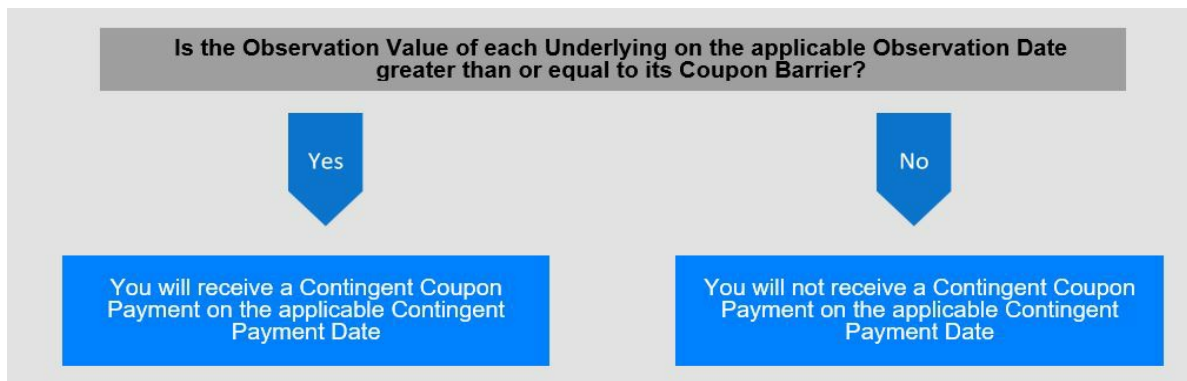 Is the Observation Value of each Underlying on the applicable Observation Date
greater than or equal to its Coupon Barrier?
Yes
No
You will receive a Contingent Coupon
Payment on the applicable Contingent
Payment Date
You will not receive a Contingent Coupon
Payment on the applicable Contingent
Payment Date